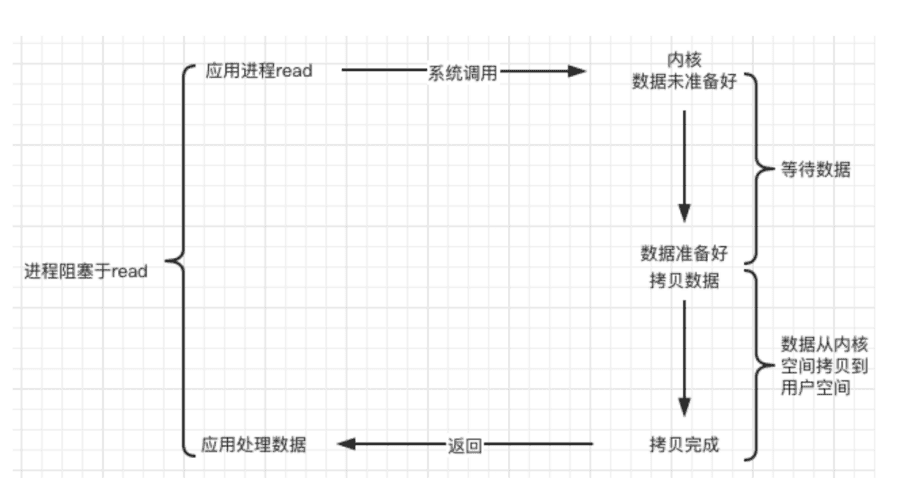 应用进程read
系统调用
内核
数据未准备好
等待数据
数据准备好
进程阻塞于read
拷贝数据
数据从内核
空间拷贝到
用户空间
应用处理数据
返回
拷贝完成